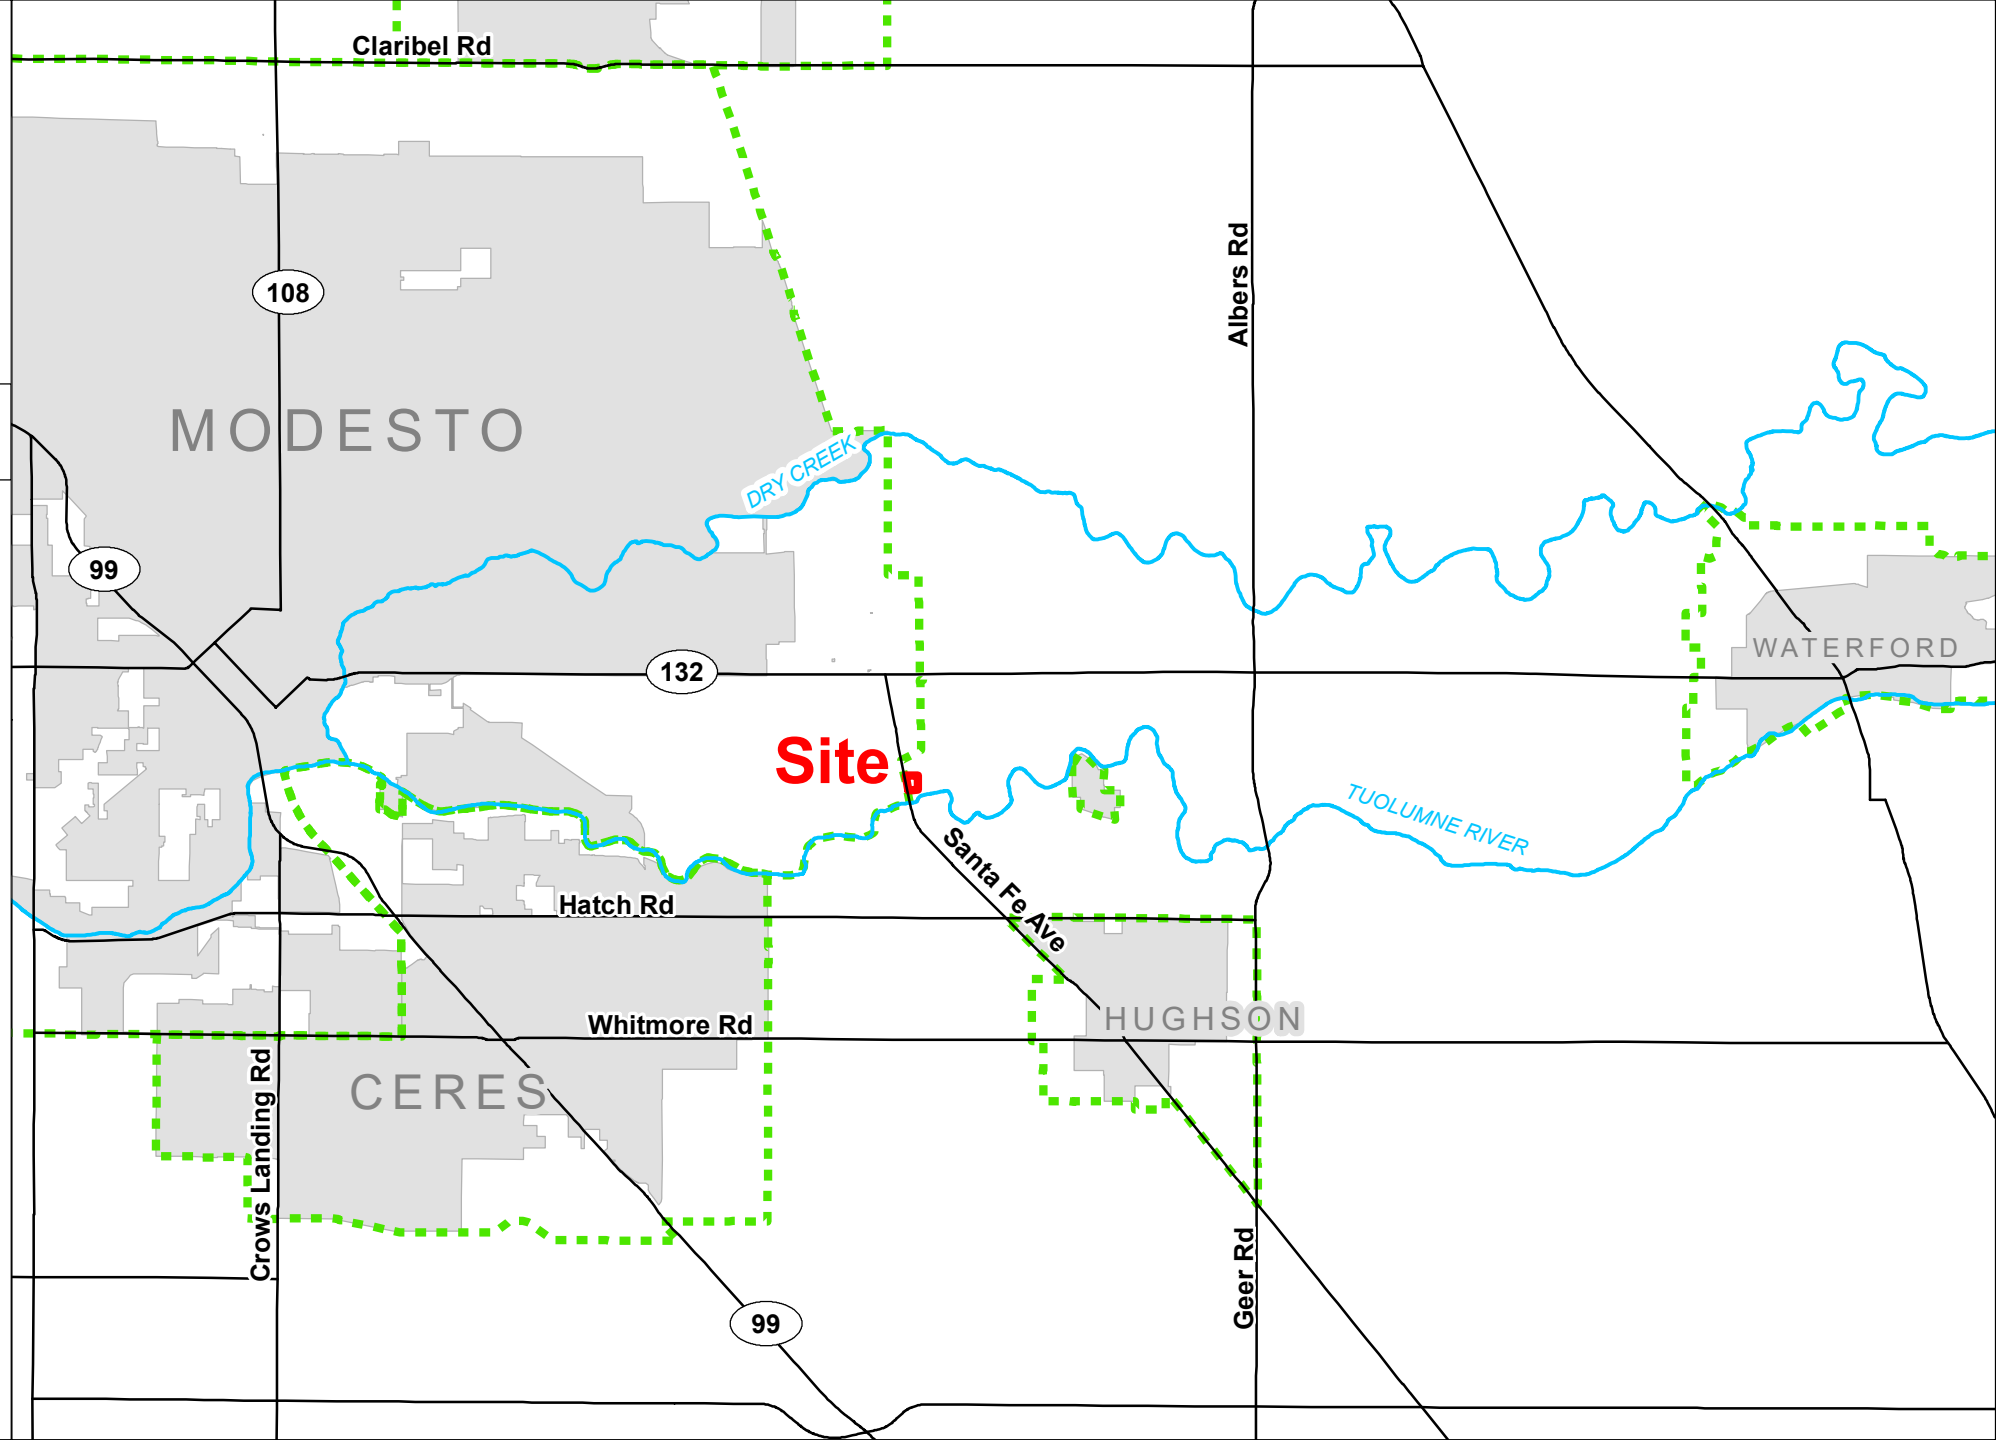 Claribel Rd
Albers Rd
108
MODESTO
DRY CREEK
99
WATERFORD
132
Site
TUOLUMNE RIVER
Santa Fe Ave
Hatch Rd
HUGHSON
Whitmore Rd
CERES
Crows Landing Rd
Geer Rd
99